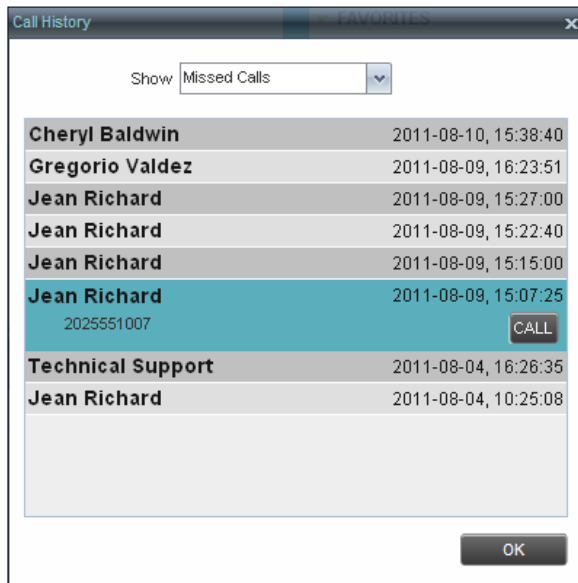 FAVORITES
Call History x
Show Missed Calls
Cheryl Baldwin 2011-08-10, 15:38:40
Gregorio Valdez 2011-08-09, 16:23:51
Jean Richard 2011-08-09, 15:27:00
Jean Richard 2011-08-09, 15:22:40
Jean Richard 2011-08-09, 15:15:00
Jean Richard 2011-08-09, 15:07:25
2025551007 CALL
Technical Support 2011-08-04, 16:26:35
Jean Richard 2011-08-04, 10:25:08
OK